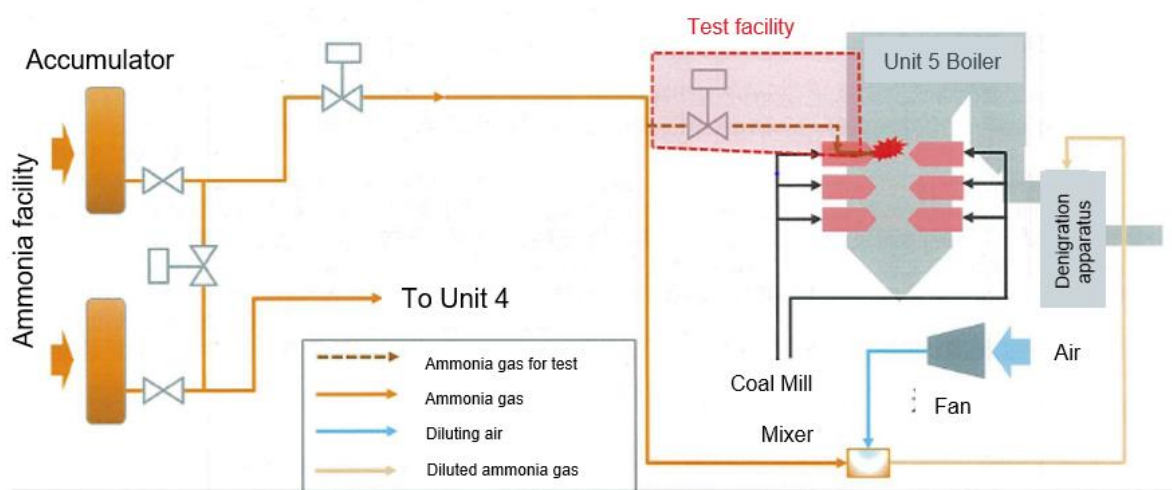 Test facility
Accumulator
Unit 5 Boiler
Ammonia facility
Denigration
apparatus
To Unit 4
Ammonia gas for test
Ammonia gas
Diluting air
Diluted ammonia gas
Coal Mill
Air
Fan
Mixer